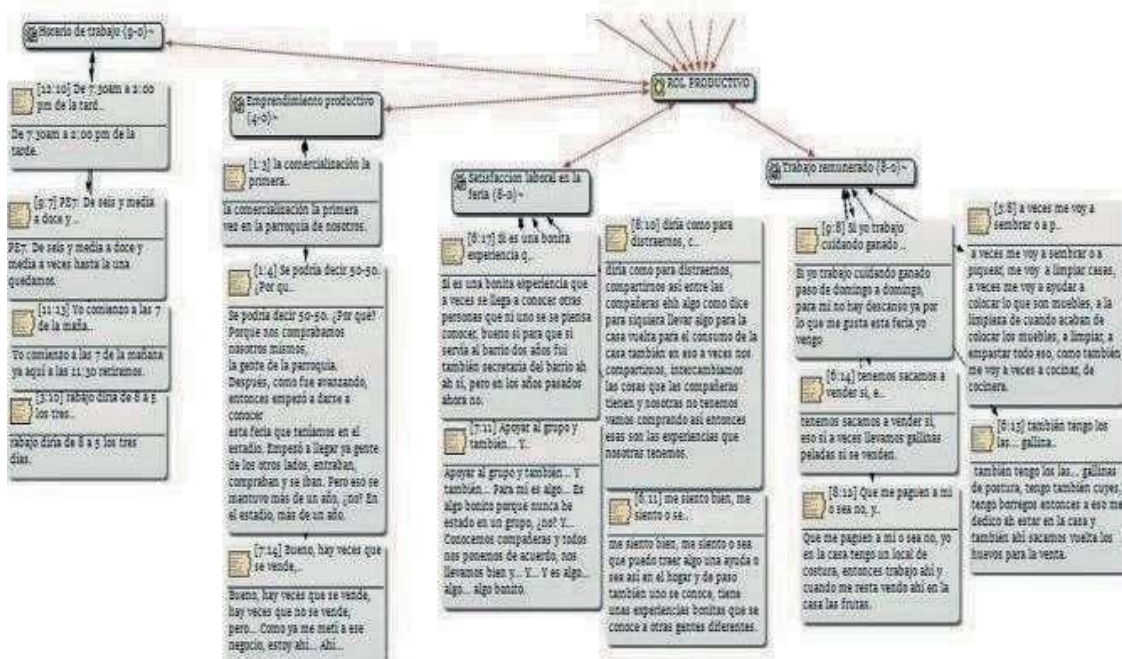 Horario de trabajo {9-0}~
[12:10] De 7.30am a 2:00
pm de la tard..
De 7.30am a 2;00 pm de la
tarde.
[9:7] PE7: De seis y media
a doce y ...
PE7. De seis y media a doce y
media a veces hasta la una
quedamos.
[11:13] Yo comienzo a las 7
de la maña..
Yo comienzo a las 7 de la mañana
ya aquí a las 11:30 retiramos.
[3:10] rabajo diría de 8 a 5
los tres..
rabajo diría de 8 a 5 los tres
días.
Emprendimiento productivo
{4-0}~
[1:3] la comercialización la
primera..
la comercialización la primera
vez en la parroquia de nosotros.
[1:4] Se podría decir 50-50.
¿Por qu..
Se podría decir 50-50. ¿Por qué?
Porque nos comprabamos
nosotros mismos,
la gente de la parroquia.
Después, como fue avanzando,
entonces empezó a darse a
conocer
esta feria que teníamos en el
estadio. Empezó a llegar ya gente
de los otros lados, entraban,
compraban y se iban. Pero eso se
mantuvo más de un año, ¿no? En
el estadio, más de un año.
[7:14] Bueno, hay veces que
se vende,..
Bueno, hay veces que se vende,
hay veces que no se vende,
pero... Como ya me metí a ese
negocio, estoy ahí... Ahí...
ROL PRODUCTIVO
Satisfaccion laboral en la
feria {8-0}~
[6:17] Si es una bonita
experiencia q..
Si es una bonita experiencia que
a veces se llega a conocer otras
personas que ni uno se se piensa
conocer, bueno si para que si
servia al barrio dos años fui
también secretaria del barrio ah
ah sí, pero en los años pasados
ahora no.
[7:11] Apoyar al grupo y
también... Y..
Apoyar al grupo y también... Y
también... Para mí es algo... Es
algo bonito porque nunca he
estado en un grupo, ¿no? Y...
Conocemos compañeras y todos
nos ponemos de acuerdo, nos
llevamos bien y... Y... Y es algo...
algo... algo bonito.
[8:10] diría como para
distraernos, c..
diría como para distraernos,
compartirnos así entre las
compañeras ehh algo como dice
para siquiera llevar algo para la
casa vuelta para el consumo de la
casa también en eso a veces nos
compartimos, intercambiamos
las cosas que las compañeras
tienen y nosotras no tenemos
vamos comprando asi entonces
esas son las experiencias que
nosotras tenemos.
[6:11] me siento bien, me
siento o se..
me siento bien, me siento o sea
que puedo traer algo una ayuda o
sea así en el hogar y de paso
también uno se conoce, tiene
unas experiencias bonitas que se
conoce a otras gentes diferentes.
Trabajo remunerado {8-0}~
[9:8] Si yo trabajo
cuidando ganado ..
Si yo trabajo cuidando ganado
paso de domingo a domingo,
para mí no hay descanso ya por
lo que me gusta esta feria yo
vengo
[6:14] tenemos sacamos a
vender si, e..
tenemos sacamos a vender si,
eso si a veces llevamos gallinas
peladas si se venden.
[8:12] Que me paguen a mi
o sea no, y..
Que me paguen a mi o sea no, yo
en la casa tengo un local de
costura, entonces trabajo ahí y
cuando me resta vendo ahí en la
casa las frutas.
[3:8] a veces me voy a
sembrar o a p..
a veces me voy a sembrar o a
piquear, me voy a limpiar casas,
a veces me voy a ayudar a
colocar lo que son muebles, a la
limpieza de cuando acaban de
colocar los muebles, a limpiar, a
empastar todo eso, como también
me voy a veces a cocinar, de
cocinera.
[6:13] también tengo los
las... gallina..
también tengo los las... gallinas
de postura, tengo también cuyes,
tengo borregos entonces a eso me
dedico ah estar en la casa y
también ahí sacamos vuelta los
huevos para la venta.